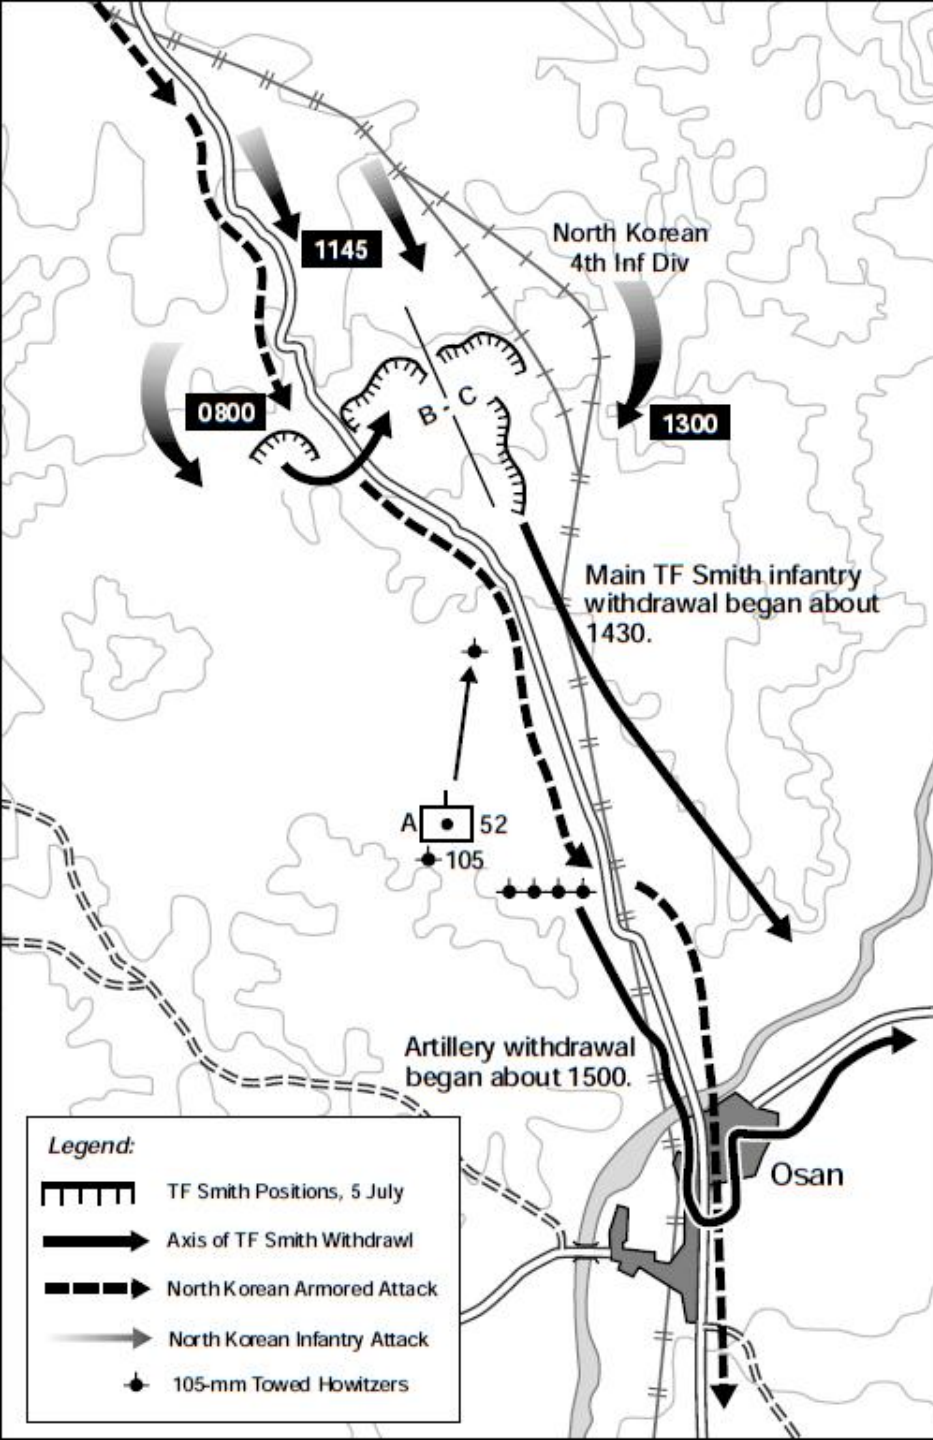 North Korean
4th Inf Div
1145
0800
1300
B - C
Main TF Smith infantry
withdrawal began about
1430.
A
52
105
Artillery withdrawal
began about 1500.
Osan
Legend:
TF Smith Positions, 5 July
Axis of TF Smith Withdrawl
North Korean Armored Attack
North Korean Infantry Attack
105-mm Towed Howitzers